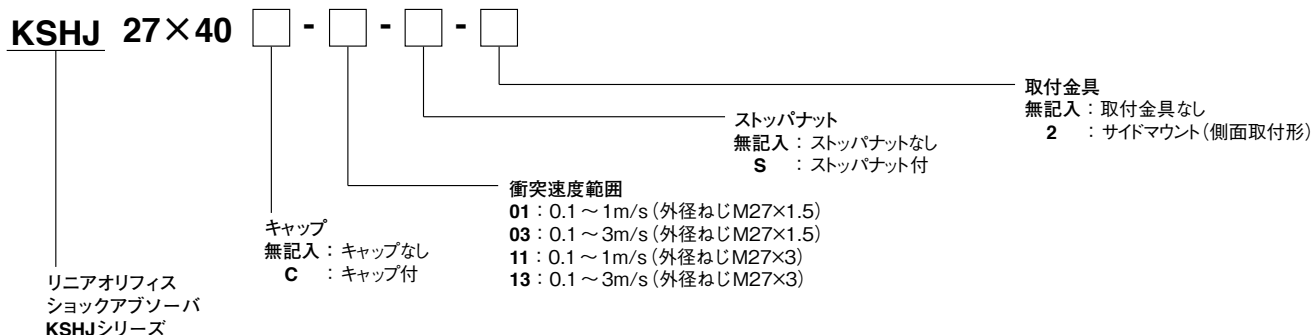 KSHJ 27×40 □ - □ - □ - □
取付金具
無記入：取付金具なし
2 ：サイドマウント（側面取付形）
ストッパナット
無記入：ストッパナットなし
S ：ストッパナット付
衝突速度範囲
01：0.1～1m/s（外径ねじM27×1.5）
03：0.1～3m/s（外径ねじM27×1.5）
11：0.1～1m/s（外径ねじM27×3）
13：0.1～3m/s（外径ねじM27×3）
キャップ
無記入：キャップなし
C ：キャップ付
リニアオリフィス
ショックアブソーバ
KSHJシリーズ